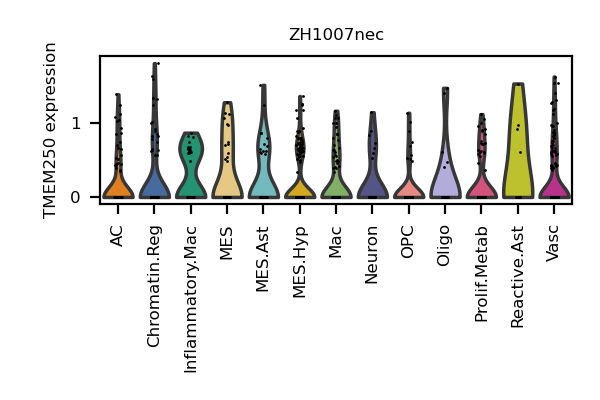 ZH1007nec
TMEM250 expression
1
0
AC
Chromatin.Reg
Inflammatory.Mac
MES
MES.Ast
MES.Hyp
Mac
Neuron
OPC
Oligo
Prolif.Metab
Reactive.Ast
Vasc